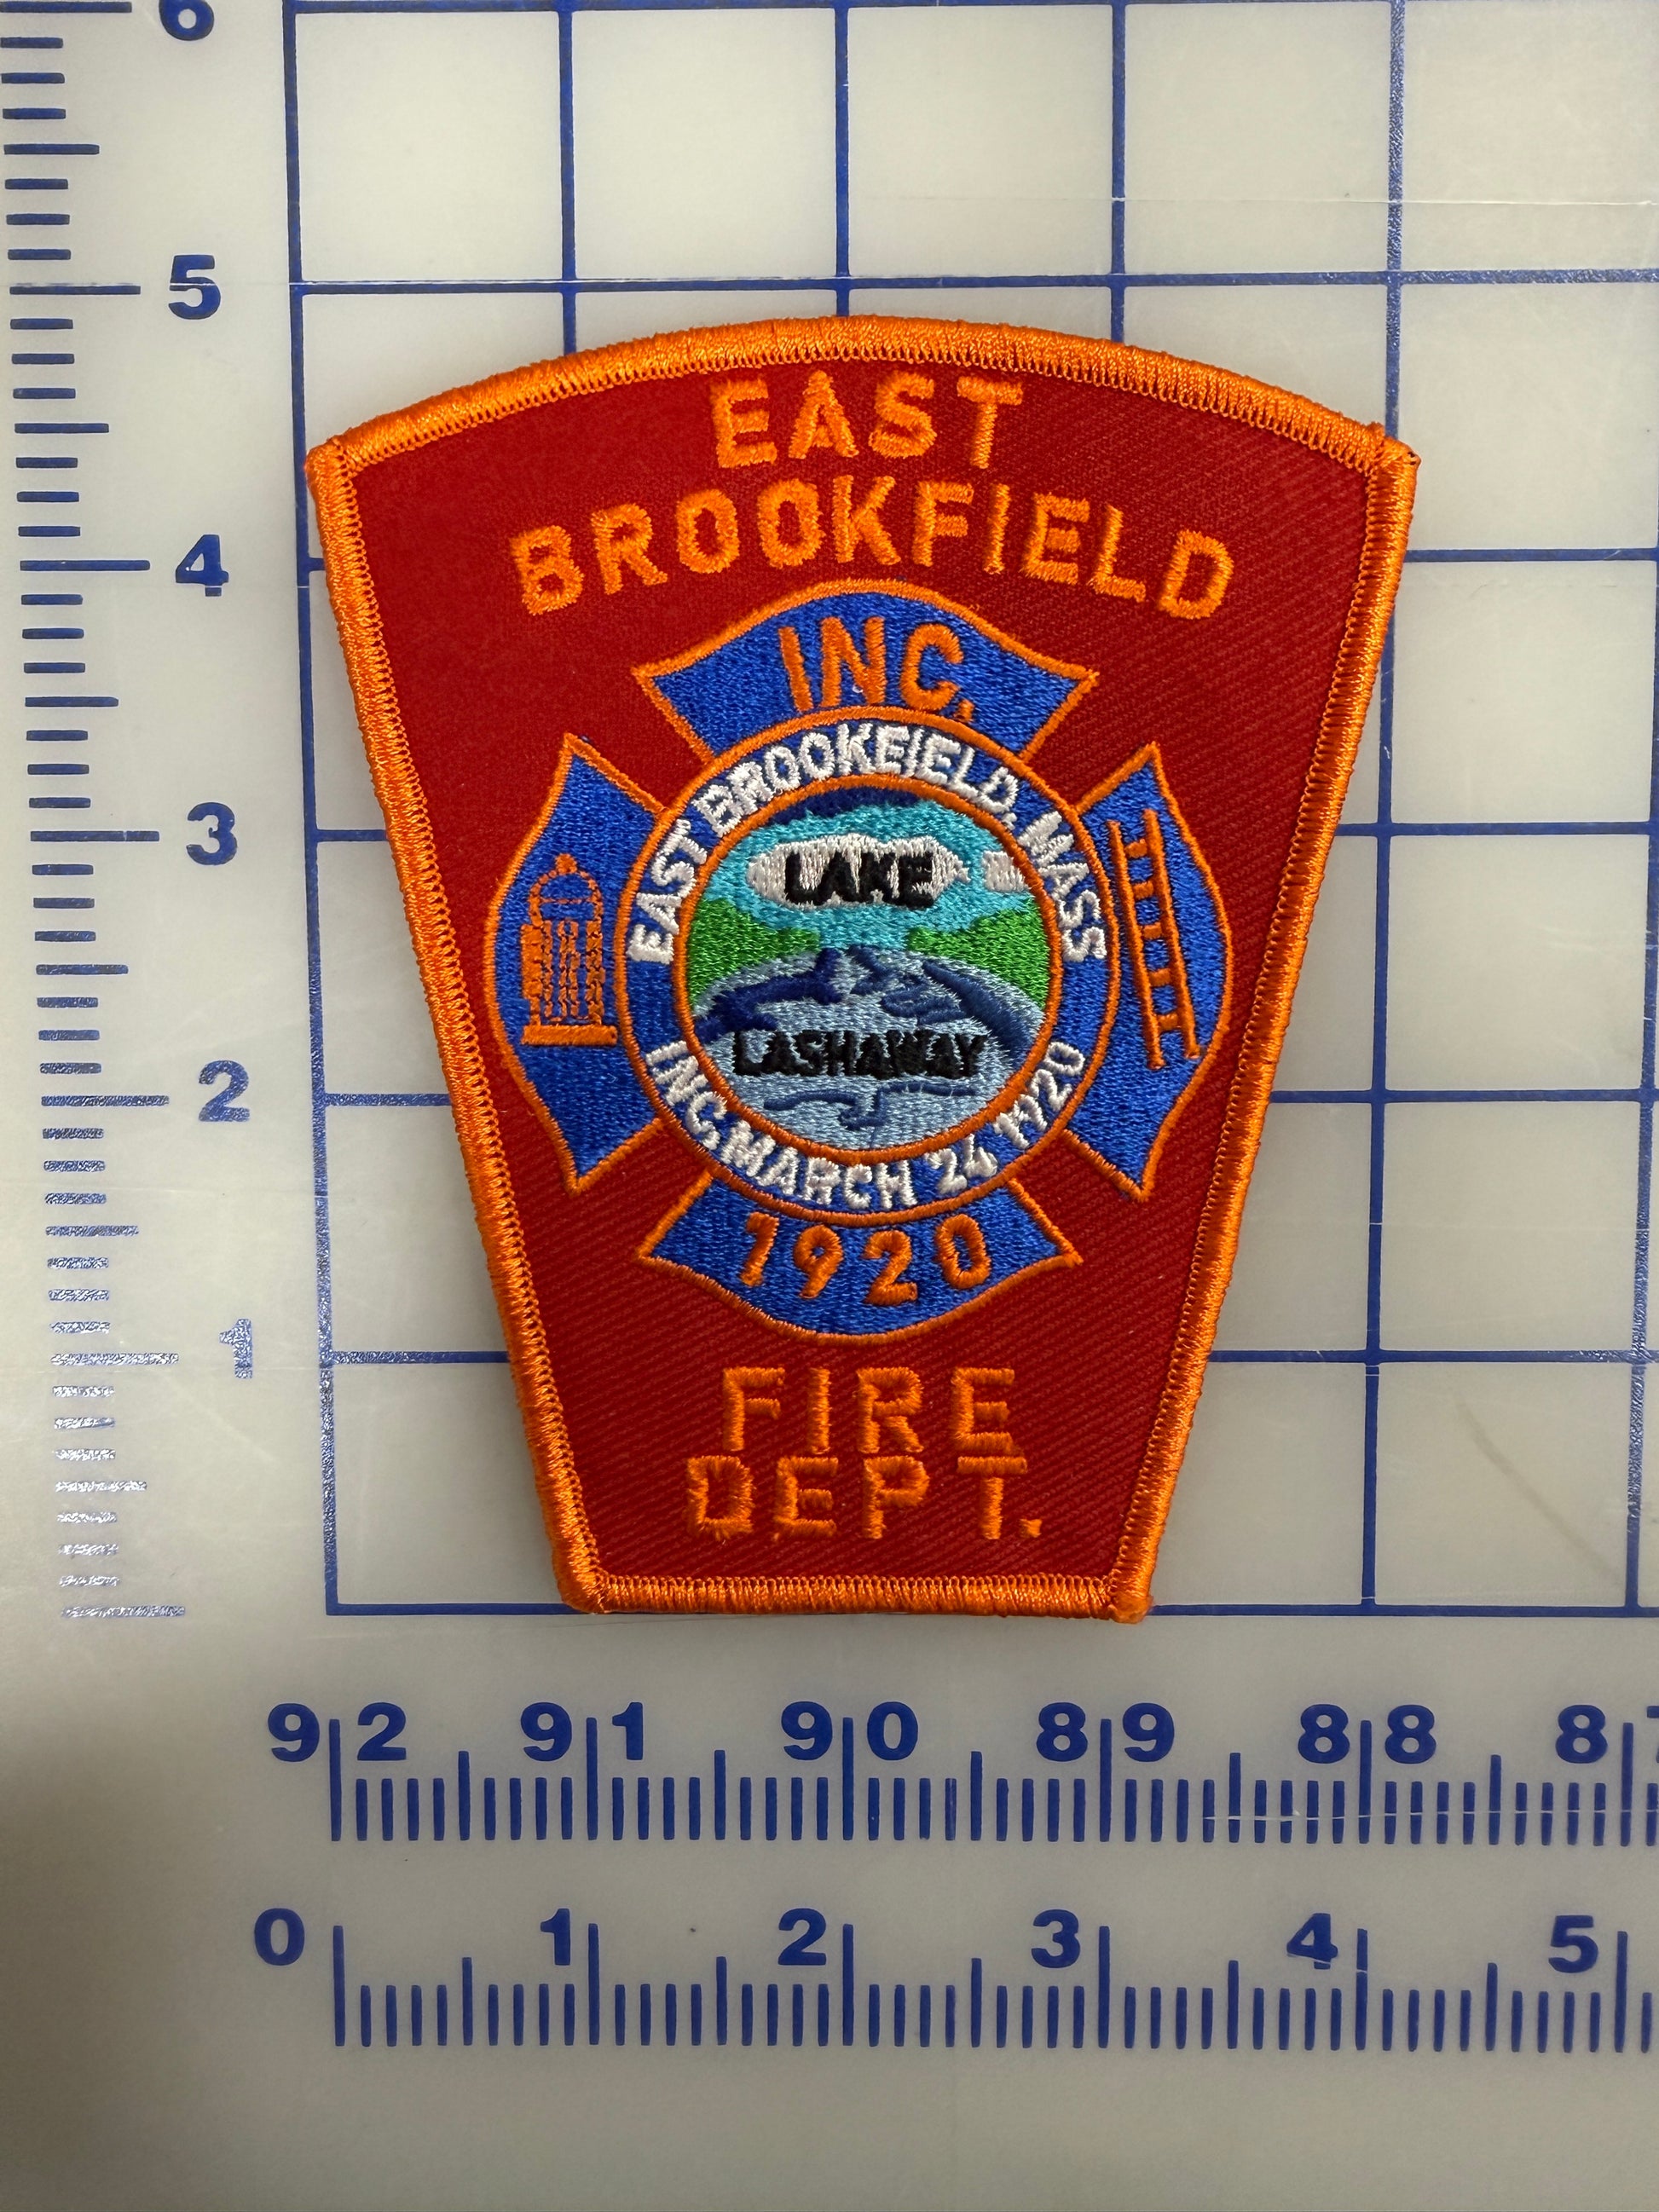 6
5
EAST
BROOKFIELD
4
INC.
EAST BROOKFIELD, MASS
3
LAKE
LASHAWAY
2
INC. MARCH 24 1920
1920
1
FIRE
DEPT.
92 91 90 89 88 87
0 1 2 3 4 5